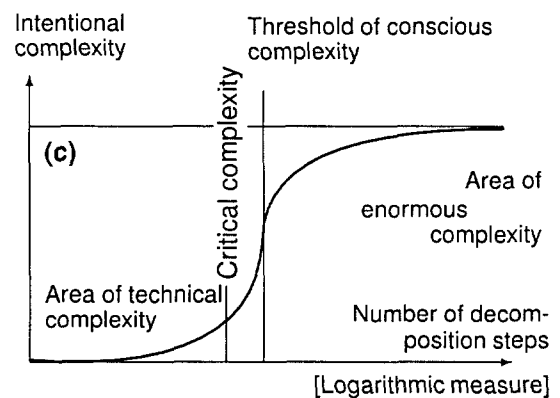 Intentional
complexity
Threshold of conscious
complexity
(c)
Critical complexity
Area of
enormous
complexity
Area of technical
complexity
Number of decom-
position steps
[Logarithmic measure]